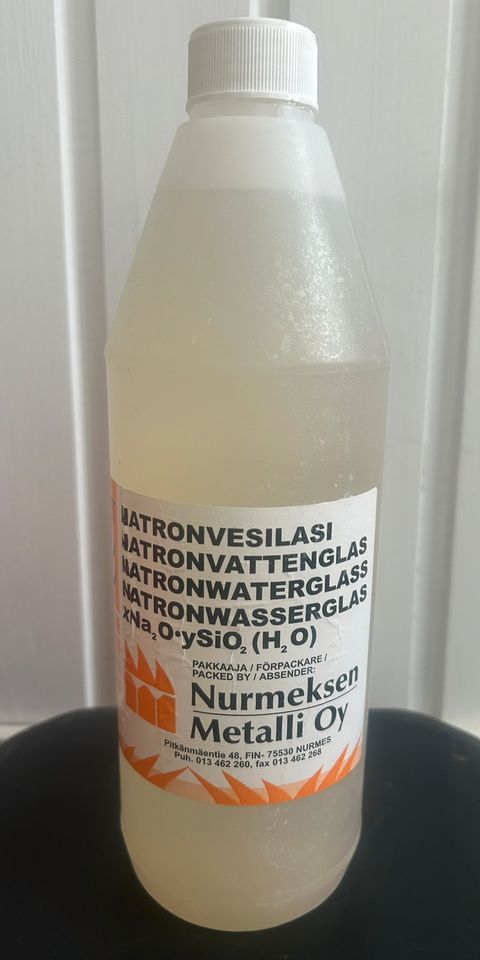 NATRONVESILASI
NATRONVATTENGLAS
NATRONWATERGLASS
NATRONWASSERGLAS
xNa₂O•ySiO₂ (H₂O)
PAKKAAJA / FÖRPACKARE /
PACKED BY / ABSENDER:
Nurmeksen
Metalli Oy
Pitkänmäentie 48, FIN- 75530 NURMES
Puh. 013 462 260, fax 013 462 268